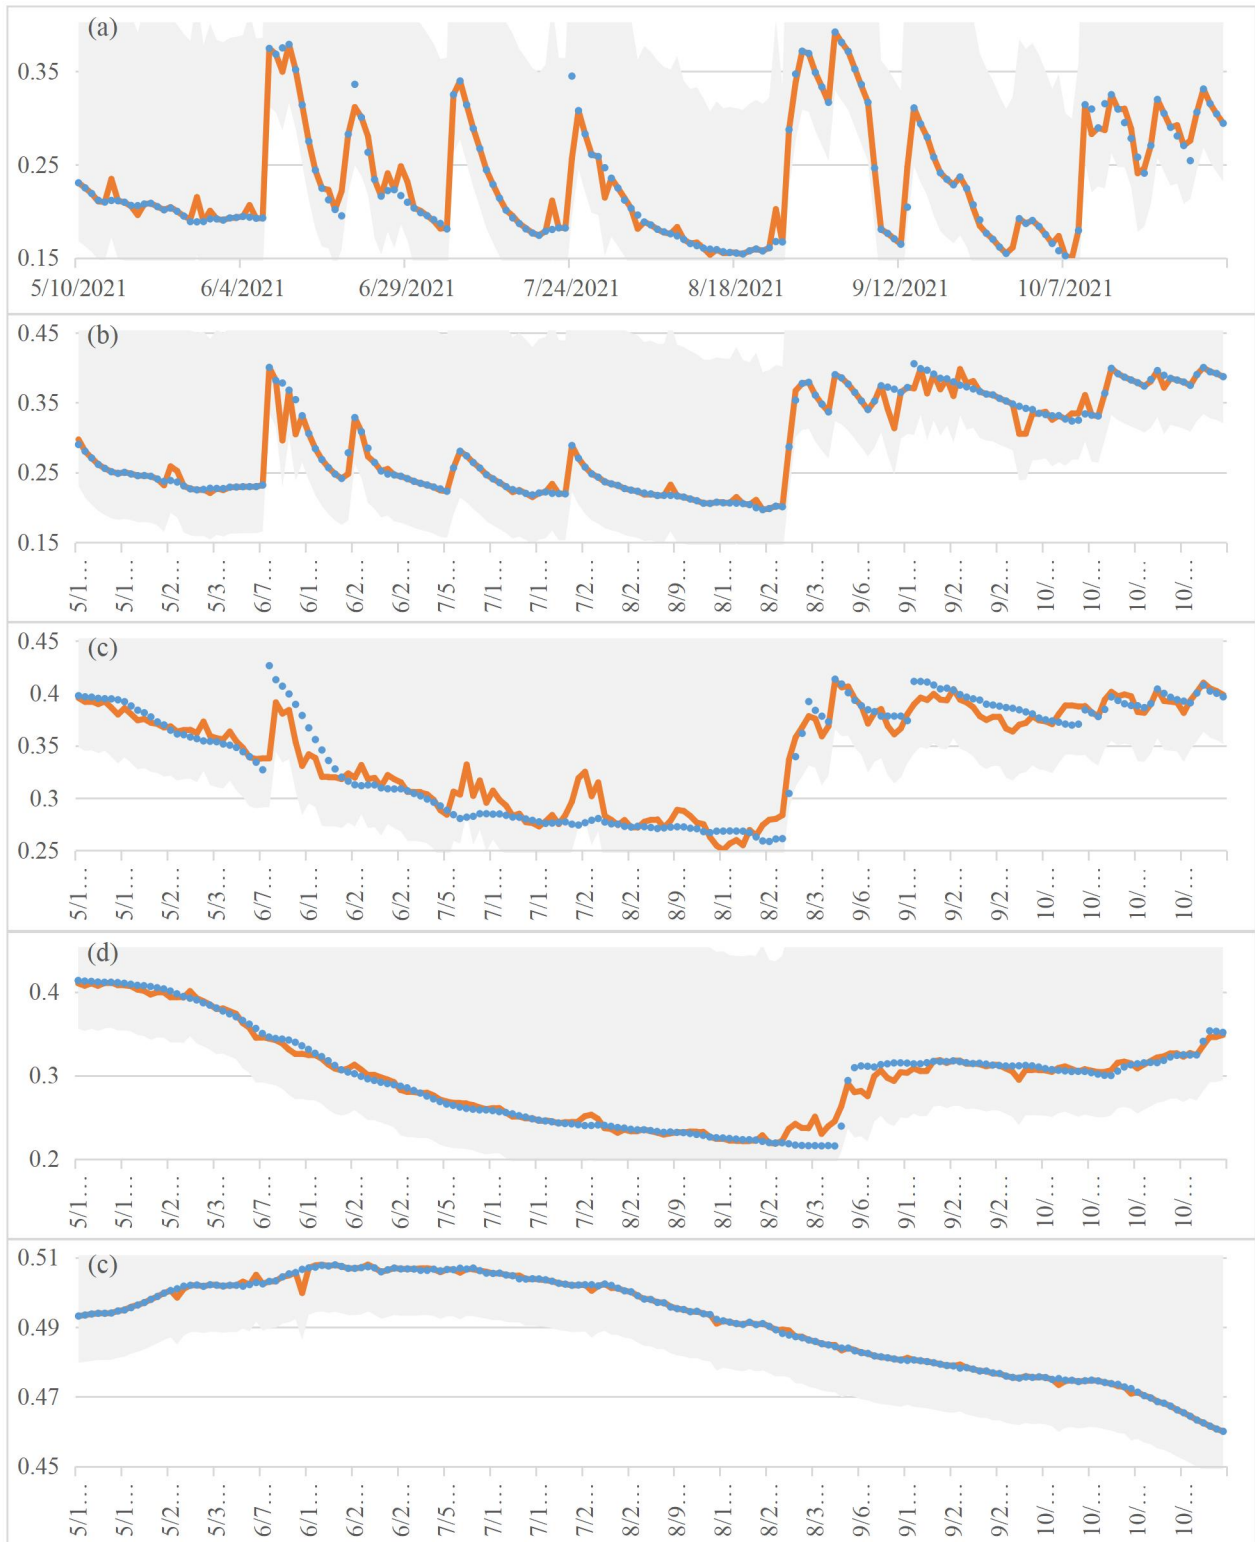 (a)
0.35
0.25
0.15
5/10/2021 6/4/2021 6/29/2021 7/24/2021 8/18/2021 9/12/2021 10/7/2021
(b)
0.45
0.35
0.25
0.15
5/1… 5/1… 5/2… 5/3… 6/7… 6/1… 6/2… 6/2… 7/5… 7/1… 7/1… 7/2… 8/2… 8/9… 8/1… 8/2… 8/3… 9/6… 9/1… 9/2… 9/2… 10/… 10/… 10/… 10/…
(c)
0.45
0.4
0.35
0.3
0.25
5/1… 5/1… 5/2… 5/3… 6/7… 6/1… 6/2… 6/2… 7/5… 7/1… 7/1… 7/2… 8/2… 8/9… 8/1… 8/2… 8/3… 9/6… 9/1… 9/2… 9/2… 10/… 10/… 10/… 10/…
(d)
0.4
0.3
0.2
5/1… 5/1… 5/2… 5/3… 6/7… 6/1… 6/2… 6/2… 7/5… 7/1… 7/1… 7/2… 8/2… 8/9… 8/1… 8/2… 8/3… 9/6… 9/1… 9/2… 9/2… 10/… 10/… 10/… 10/…
(c)
0.51
0.49
0.47
0.45
5/1… 5/1… 5/2… 5/3… 6/7… 6/1… 6/2… 6/2… 7/5… 7/1… 7/1… 7/2… 8/2… 8/9… 8/1… 8/2… 8/3… 9/6… 9/1… 9/2… 9/2… 10/… 10/… 10/… 10/…